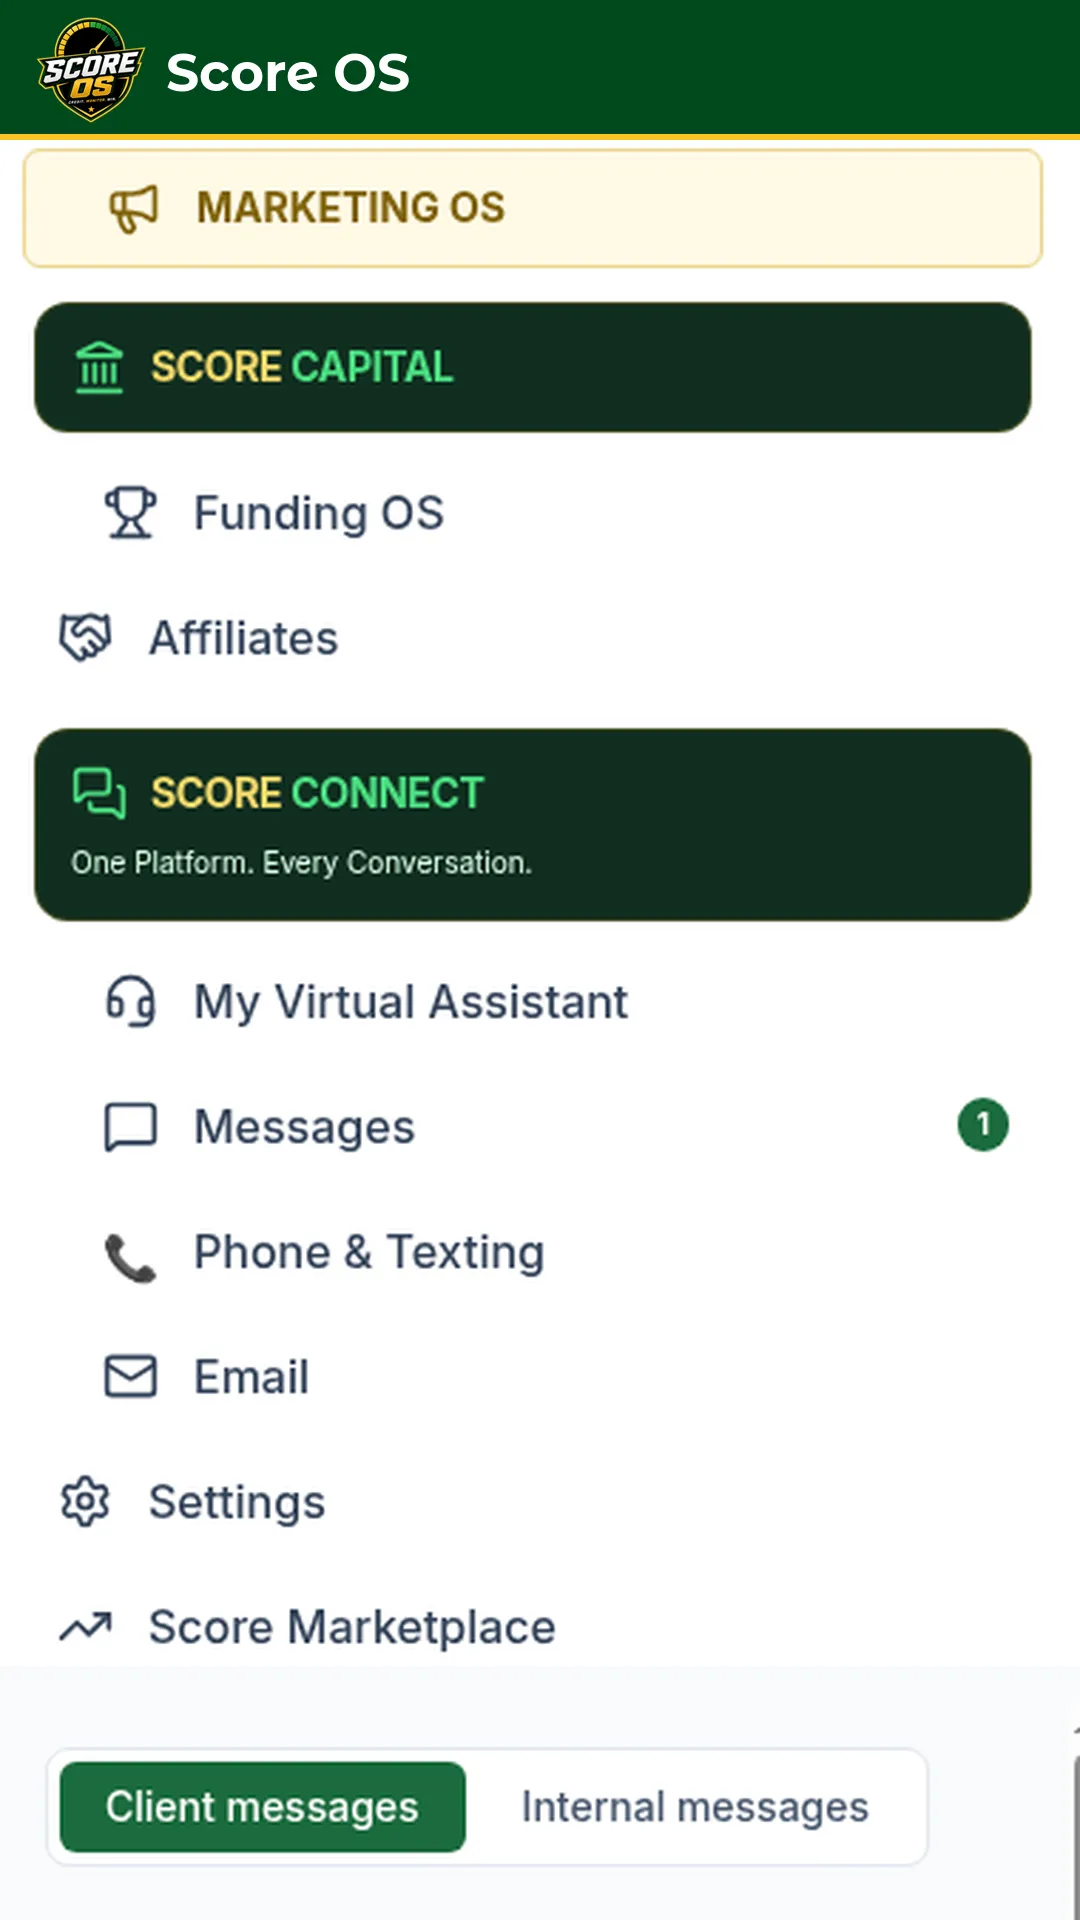 SCORE
OS
Score OS
MARKETING OS
SCORE CAPITAL
Funding OS
Affiliates
SCORE CONNECT
One Platform. Every Conversation.
My Virtual Assistant
Messages
1
Phone & Texting
Email
Settings
Score Marketplace
Client messages
Internal messages